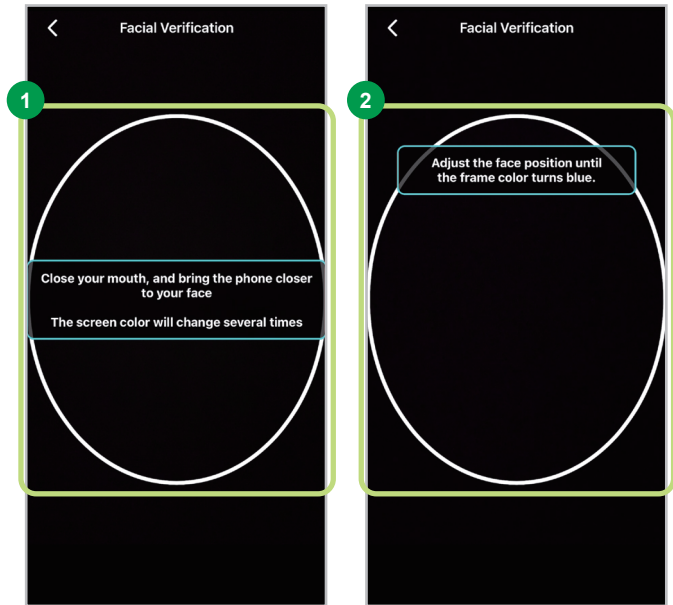 Facial Verification
1
Close your mouth, and bring the phone closer
to your face
The screen color will change several times
Facial Verification
2
Adjust the face position until
the frame color turns blue.